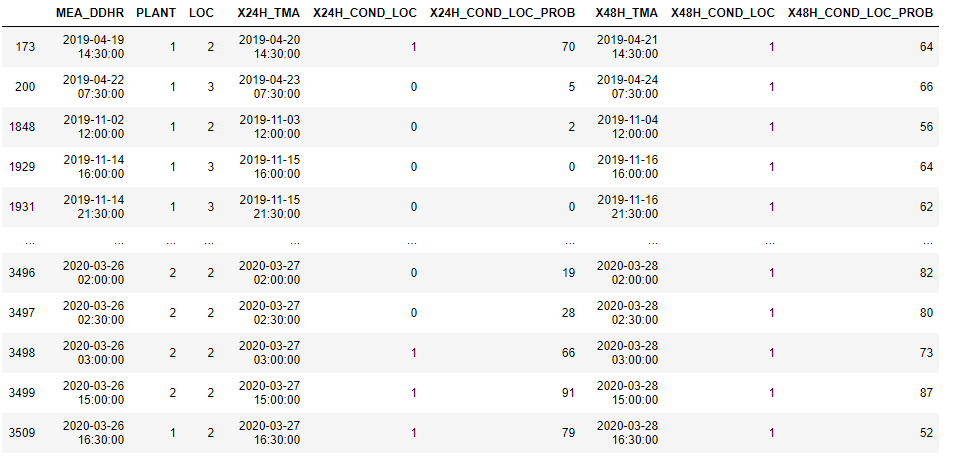 MEA_DDHR PLANT LOC X24H_TMA X24H_COND_LOC X24H_COND_LOC_PROB X48H_TMA X48H_COND_LOC X48H_COND_LOC_PROB
173 2019-04-19 14:30:00 1 2 2019-04-20 14:30:00 1 70 2019-04-21 14:30:00 1 64
200 2019-04-22 07:30:00 1 3 2019-04-23 07:30:00 0 5 2019-04-24 07:30:00 1 66
1848 2019-11-02 12:00:00 1 2 2019-11-03 12:00:00 0 2 2019-11-04 12:00:00 1 56
1929 2019-11-14 16:00:00 1 3 2019-11-15 16:00:00 0 0 2019-11-16 16:00:00 1 64
1931 2019-11-14 21:30:00 1 3 2019-11-15 21:30:00 0 0 2019-11-16 21:30:00 1 62
... ... ... ... ... ... ... ... ... ...
3496 2020-03-26 02:00:00 2 2 2020-03-27 02:00:00 0 19 2020-03-28 02:00:00 1 82
3497 2020-03-26 02:30:00 2 2 2020-03-27 02:30:00 0 28 2020-03-28 02:30:00 1 80
3498 2020-03-26 03:00:00 2 2 2020-03-27 03:00:00 1 66 2020-03-28 03:00:00 1 73
3499 2020-03-26 15:00:00 2 2 2020-03-27 15:00:00 1 91 2020-03-28 15:00:00 1 87
3509 2020-03-26 16:30:00 1 2 2020-03-27 16:30:00 1 79 2020-03-28 16:30:00 1 52